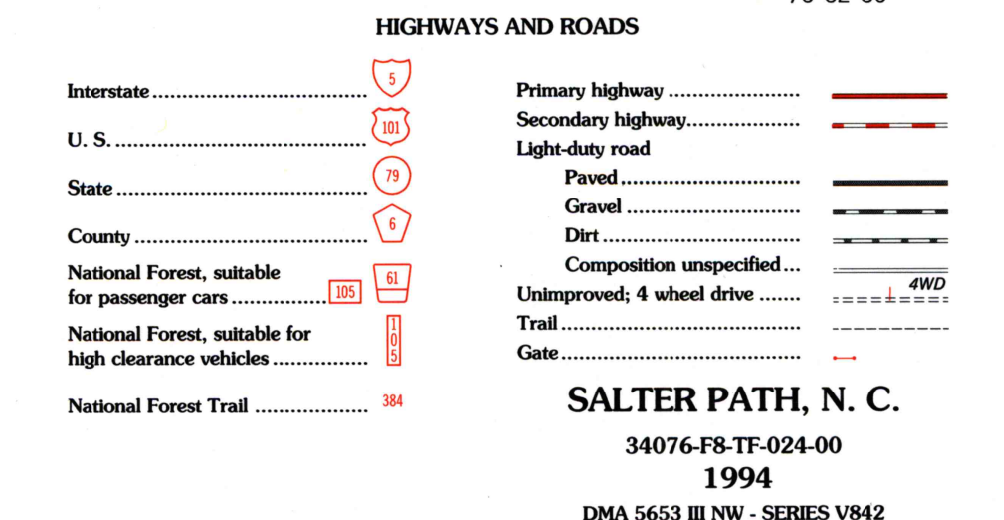 HIGHWAYS AND ROADS
Interstate
5
U. S.
101
State
79
County
6
National Forest, suitable
for passenger cars
105
61
National Forest, suitable for
high clearance vehicles
105
National Forest Trail
384
Primary highway
Secondary highway
Light-duty road
Paved
Gravel
Dirt
Composition unspecified
Unimproved; 4 wheel drive
4WD
Trail
Gate
SALTER PATH, N. C.
34076-F8-TF-024-00
1994
DMA 5653 III NW - SERIES V842